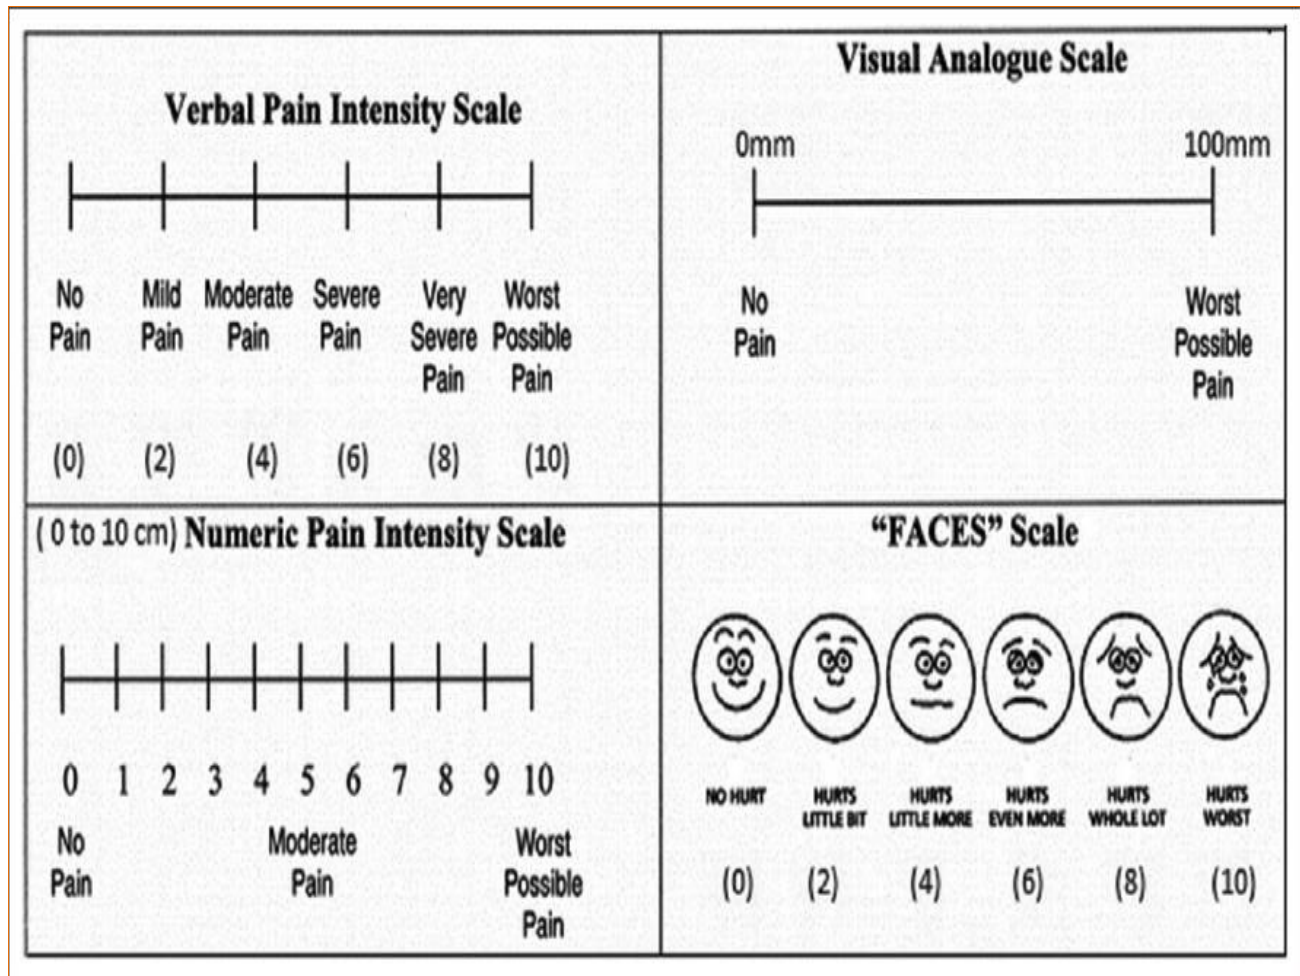 Verbal Pain Intensity Scale
No Mild Moderate Severe Very Worst
Pain Pain Pain Pain Severe Possible
Pain Pain
(0) (2) (4) (6) (8) (10)
Visual Analogue Scale
0mm 100mm
No Worst
Pain Possible
Pain
( 0 to 10 cm) Numeric Pain Intensity Scale
0 1 2 3 4 5 6 7 8 9 10
No Moderate Worst
Pain Pain Possible
Pain
“FACES” Scale
NO HURT HURTS HURTS HURTS HURTS HURTS
LITTLE BIT LITTLE MORE EVEN MORE WHOLE LOT WORST
(0) (2) (4) (6) (8) (10)